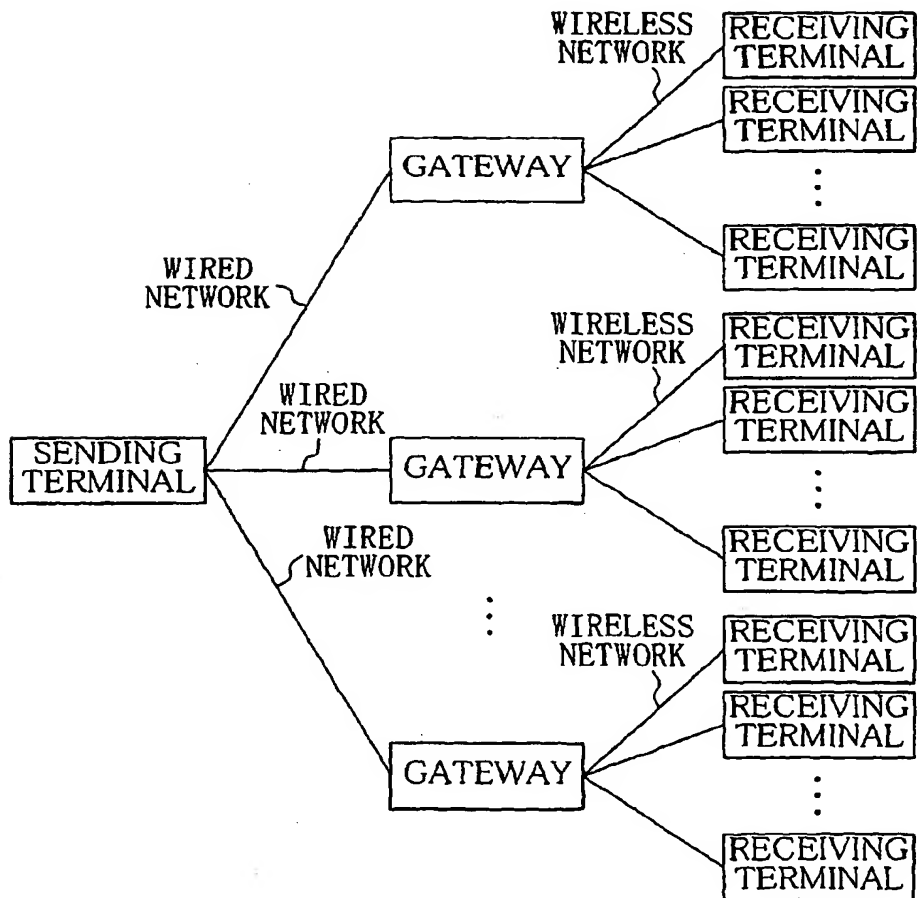 WIRELESS
NETWORK
RECEIVING
TERMINAL
RECEIVING
TERMINAL
GATEWAY
RECEIVING
TERMINAL
WIRED
NETWORK
WIRELESS
NETWORK
RECEIVING
TERMINAL
WIRED
NETWORK
RECEIVING
TERMINAL
SENDING
TERMINAL
GATEWAY
WIRED
NETWORK
RECEIVING
TERMINAL
WIRELESS
NETWORK
RECEIVING
TERMINAL
RECEIVING
TERMINAL
GATEWAY
RECEIVING
TERMINAL